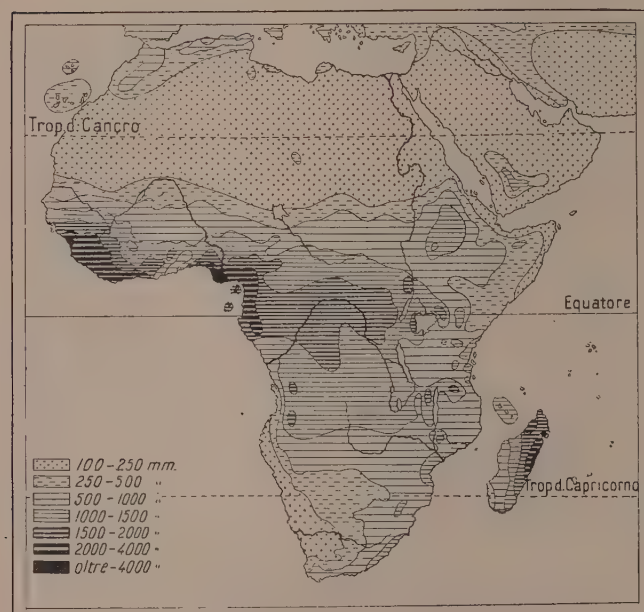 Trop.d.Cancro
Equatore
Trop.d.Capricorno
100-250 mm.
250-500 "
500-1000 "
1000-1500 "
1500-2000 "
2000-4000 "
oltre-4000 "